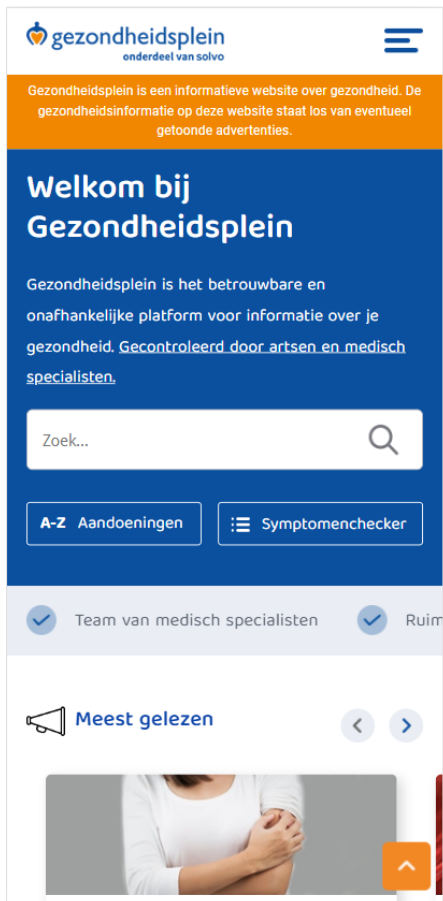 gezondheidsplein
onderdeel van solvo
Gezondheidsplein is een informatieve website over gezondheid. De
gezondheidsinformatie op deze website staat los van eventueel
getoonde advertenties.
Welkom bij
Gezondheidsplein
Gezondheidsplein is het betrouwbare en
onafhankelijke platform voor informatie over je
gezondheid. Gecontroleerd door artsen en medisch
specialisten.
Zoek...
A-Z Aandoeningen
Symptomenchecker
Team van medisch specialisten
Ruim
Meest gelezen